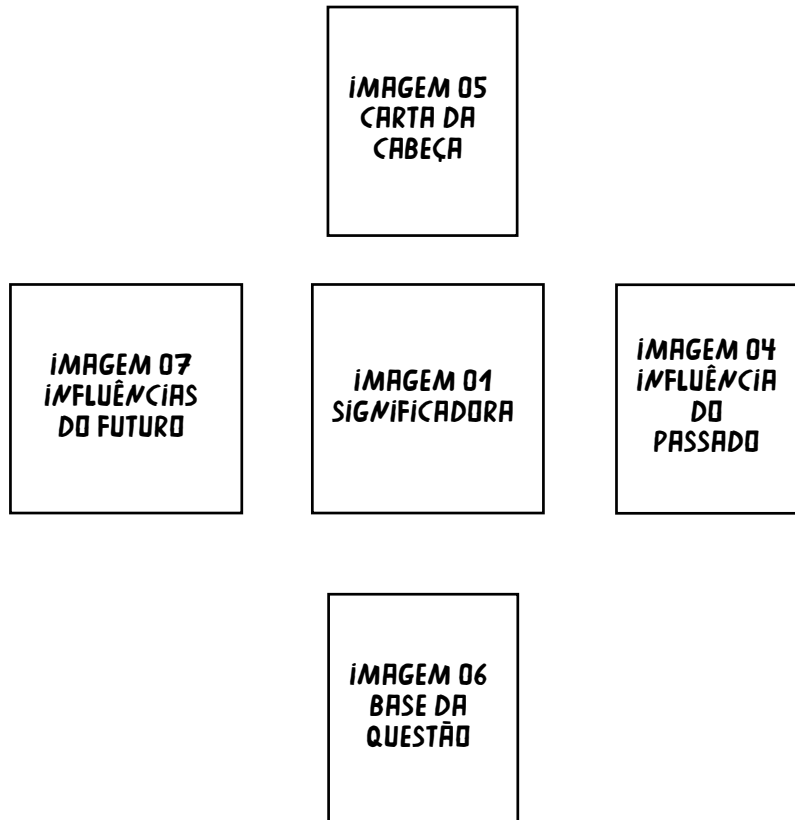 IMAGEM 05
CARTA DA
CABEÇA
IMAGEM 07
INFLUÊNCIAS
DO FUTURO
IMAGEM 01
SIGNIFICADORA
IMAGEM 04
INFLUÊNCIA
DO
PASSADO
IMAGEM 06
BASE DA
QUESTÃO